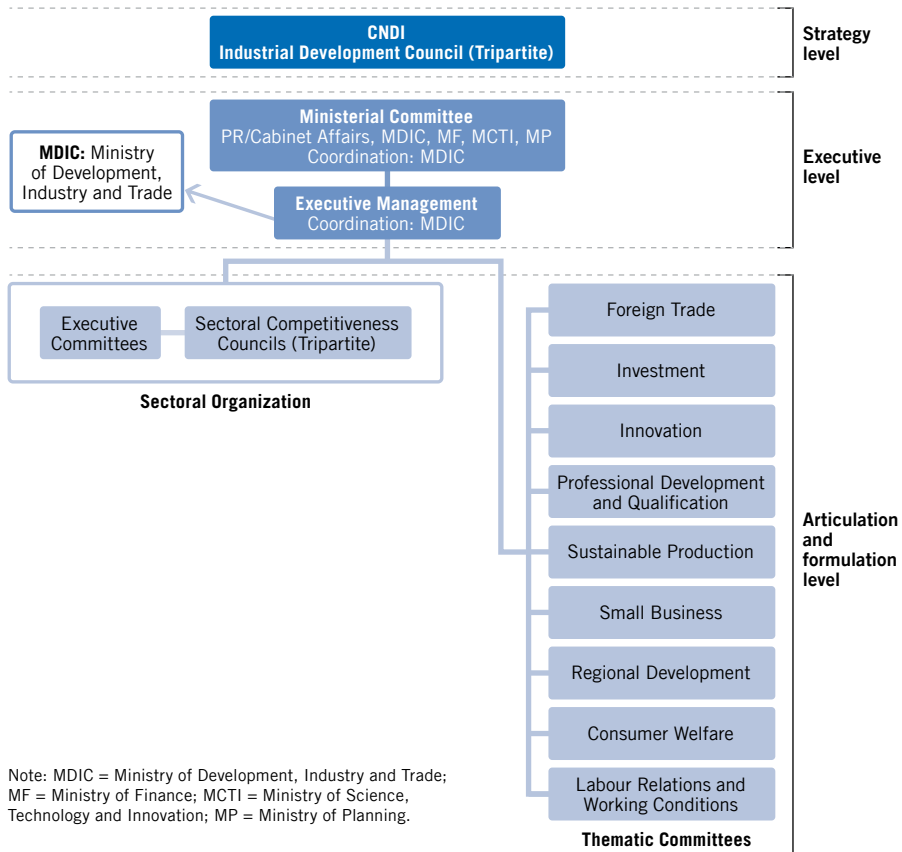 CNDI
Industrial Development Council (Tripartite)
Strategy
level
Ministerial Committee
PR/Cabinet Affairs, MDIC, MF, MCTI, MP
Coordination: MDIC
MDIC: Ministry
of Development,
Industry and Trade
Executive
level
Executive Management
Coordination: MDIC
Executive
Committees
Sectoral Competitiveness
Councils (Tripartite)
Sectoral Organization
Foreign Trade
Investment
Innovation
Professional Development
and Qualification
Sustainable Production
Small Business
Regional Development
Consumer Welfare
Labour Relations and
Working Conditions
Thematic Committees
Articulation
and
formulation
level
Note: MDIC = Ministry of Development, Industry and Trade;
MF = Ministry of Finance; MCTI = Ministry of Science,
Technology and Innovation; MP = Ministry of Planning.